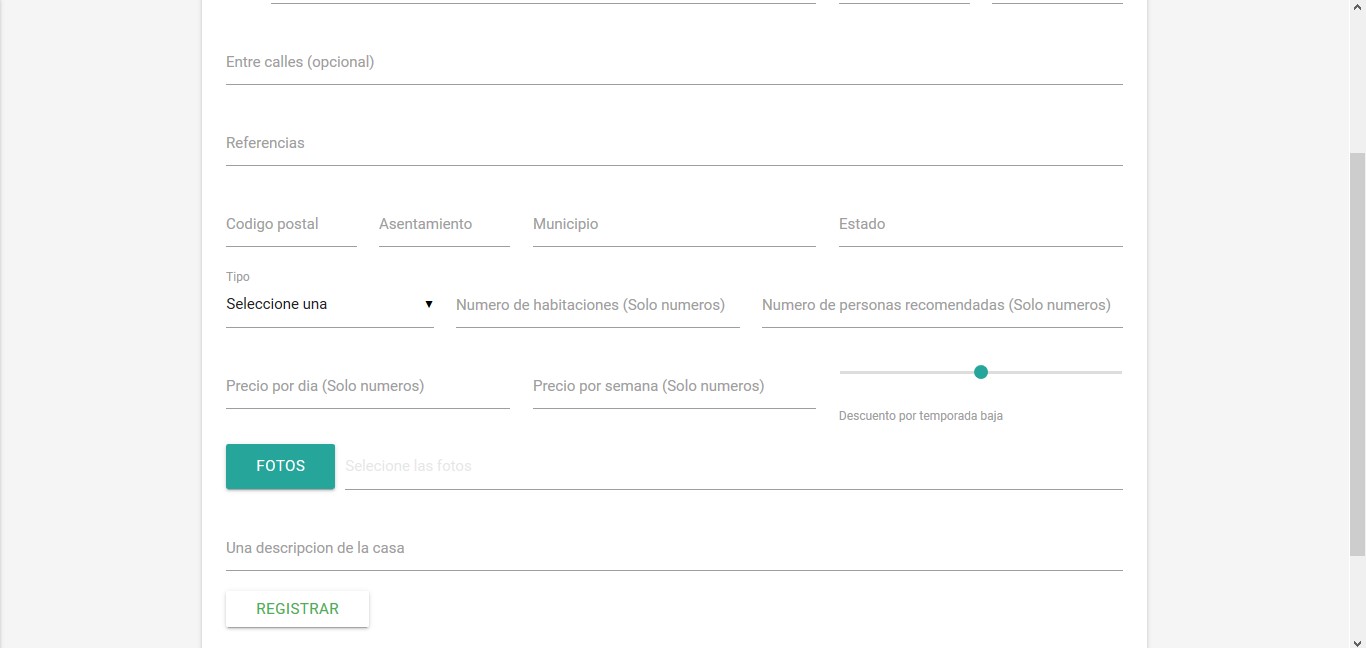 Entre calles (opcional)
Referencias
Codigo postal Asentamiento Municipio Estado
Tipo
Seleccione una Numero de habitaciones (Solo numeros) Numero de personas recomendadas (Solo numeros)
Precio por dia (Solo numeros) Precio por semana (Solo numeros)
Descuento por temporada baja
FOTOS Selecione las fotos
Una descripcion de la casa
REGISTRAR